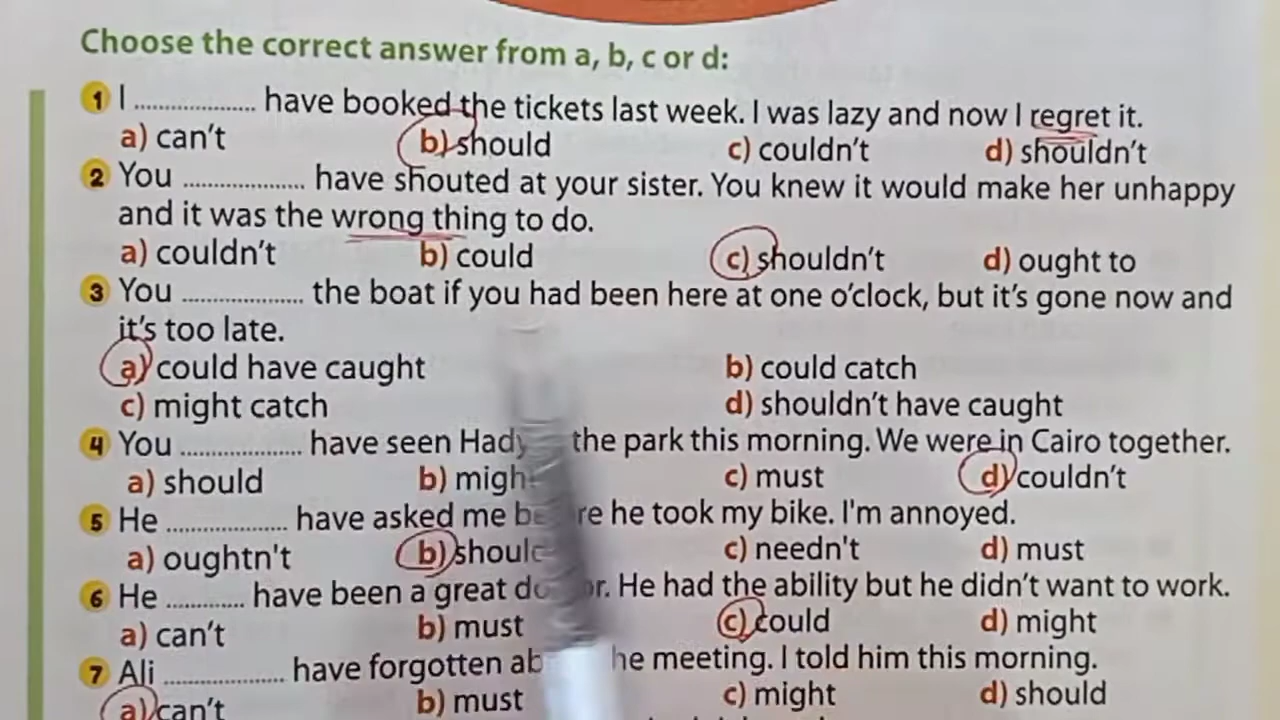 Choose the correct answer from a, b, c or d:
1 I .................. have booked the tickets last week. I was lazy and now I regret it.
a) can't b) should c) couldn't d) shouldn't
2 You .................. have shouted at your sister. You knew it would make her unhappy
and it was the wrong thing to do.
a) couldn't b) could c) shouldn't d) ought to
3 You .................. the boat if you had been here at one o'clock, but it's gone now and
it's too late.
a) could have caught b) could catch
c) might catch d) shouldn't have caught
4 You .................. have seen Hady the park this morning. We were in Cairo together.
a) should b) c) must d) couldn't
5 He .................. have asked me he took my bike. I'm annoyed.
a) oughtn't b) c) needn't d) must
6 He ............ have been a great He had the ability but he didn't want to work.
a) can't b) must c) could d) might
7 Ali .................. have forgotten meeting. I told him this morning.
a) can't b) must c) might d) should